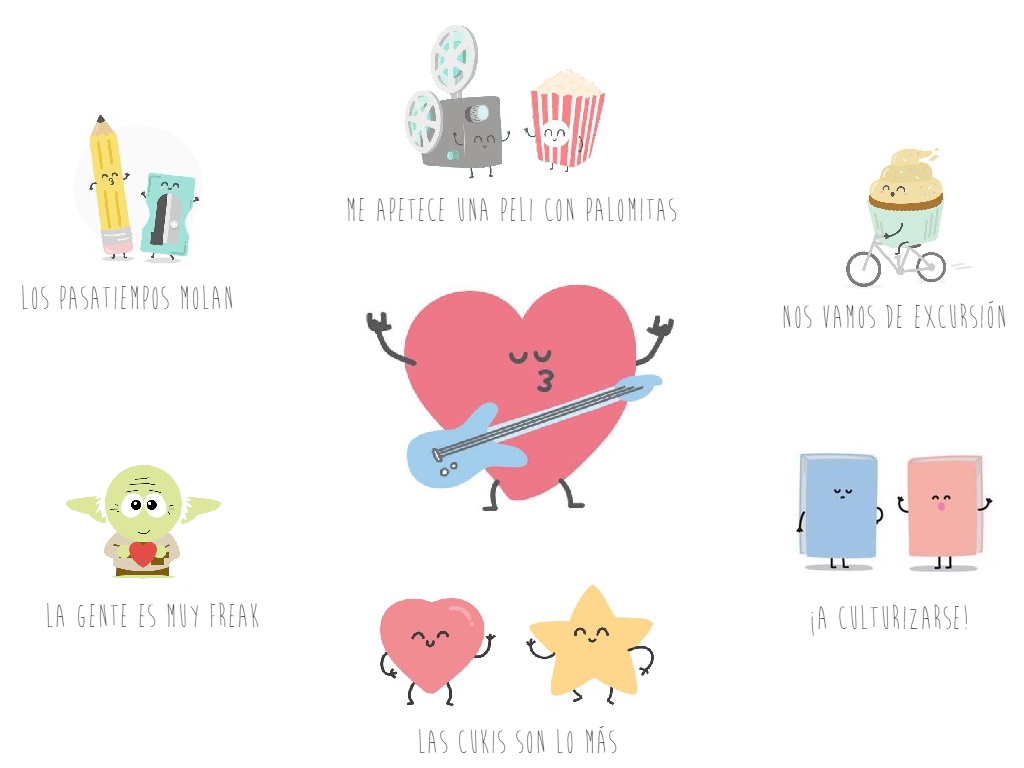 ME APETECE UNA PELI CON PALOMITAS
LOS PASATIEMPOS MOLAN
NOS VAMOS DE EXCURSIÓN
LA GENTE ES MUY FREAK
¡A CULTURIZARSE!
LAS CUKIS SON LO MÁS